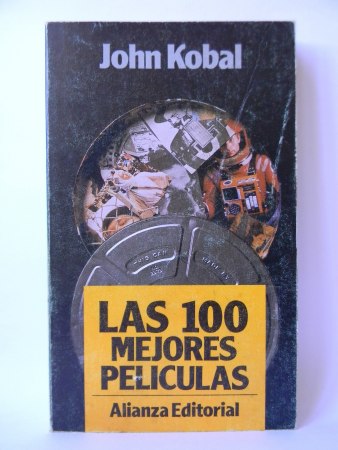 John Kobal
LAS 100
MEJORES
PELICULAS
Alianza Editorial